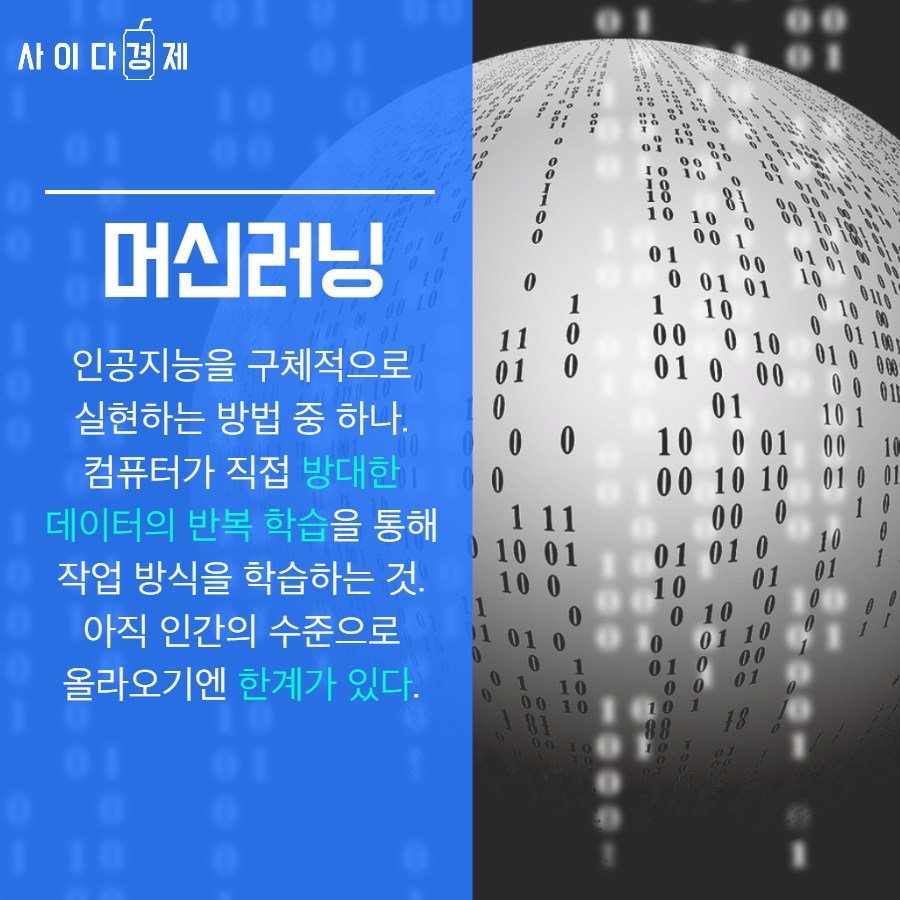 사이다경제
머신러닝
인공지능을 구체적으로
실현하는 방법 중 하나.
컴퓨터가 직접 방대한
데이터의 반복 학습을 통해
작업 방식을 학습하는 것.
아직 인간의 수준으로
올라오기엔 한계가 있다.